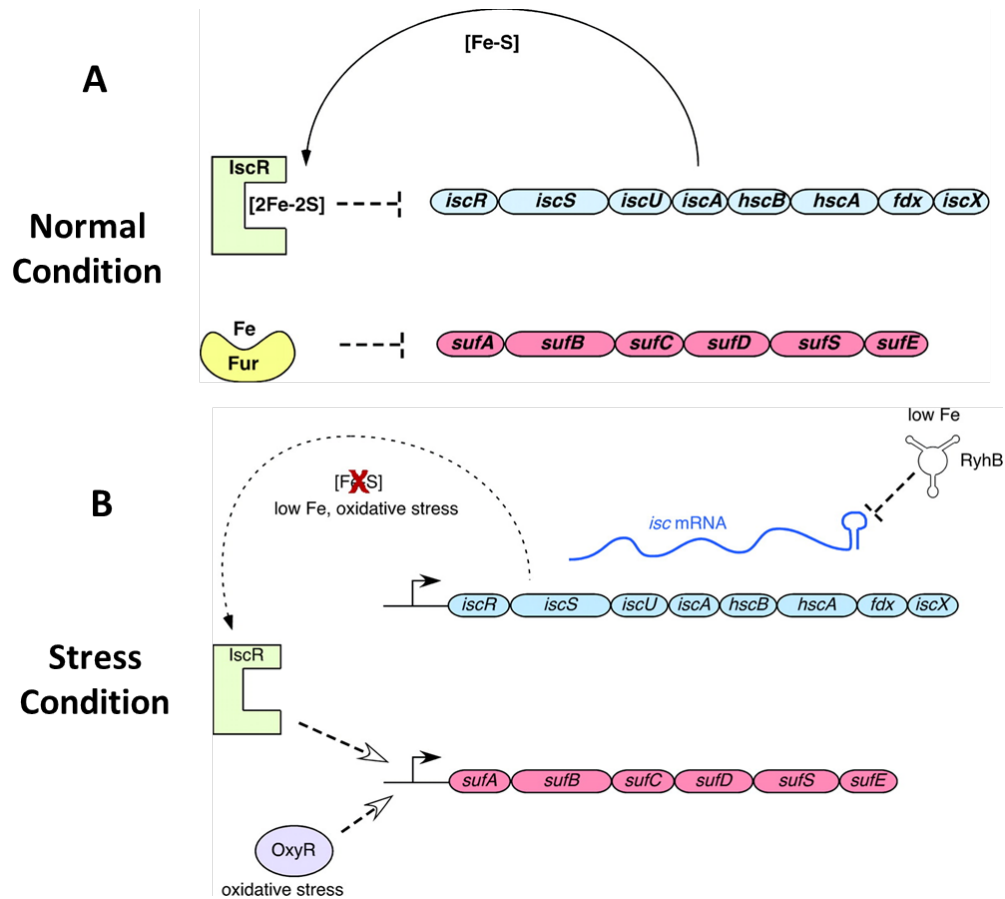 [Fe-S]
A
IscR
[2Fe-2S]
iscR iscS iscU iscA hscB hscA fdx iscX
Normal
Condition
Fe
Fur
sufA sufB sufC sufD sufS sufE
low Fe
RyhB
B
[Fe-S]
low Fe, oxidative stress
isc mRNA
iscR iscS iscU iscA hscB hscA fdx iscX
Stress
Condition
IscR
sufA sufB sufC sufD sufS sufE
OxyR
oxidative stress